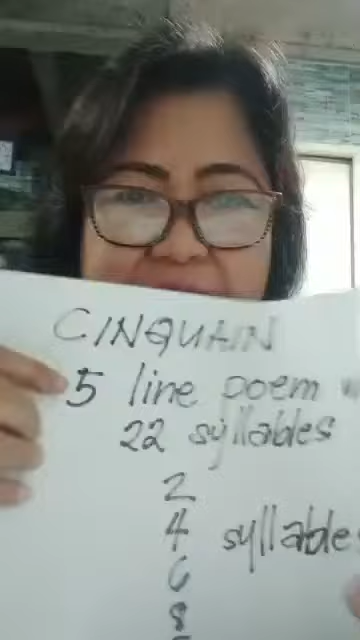 CINQUAIN
5 line poem
22 syllables
2
4 syllables
6
8